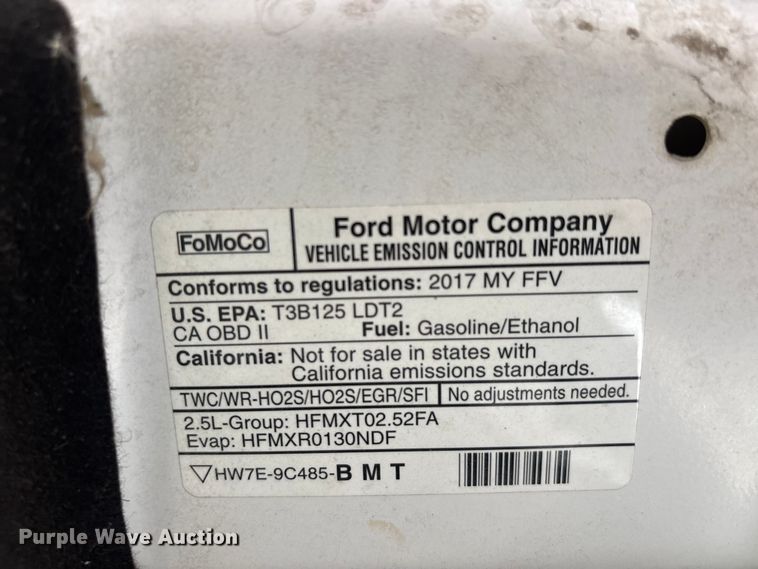 FoMoCo
Ford Motor Company
VEHICLE EMISSION CONTROL INFORMATION
Conforms to regulations: 2017 MY FFV
U.S. EPA: T3B125 LDT2
CA OBD II Fuel: Gasoline/Ethanol
California: Not for sale in states with
California emissions standards.
TWC/WR-HO2S/HO2S/EGR/SFI No adjustments needed.
2.5L-Group: HFMXT02.52FA
Evap: HFMXR0130NDF
▽HW7E-9C485-B M T
Purple Wave Auction